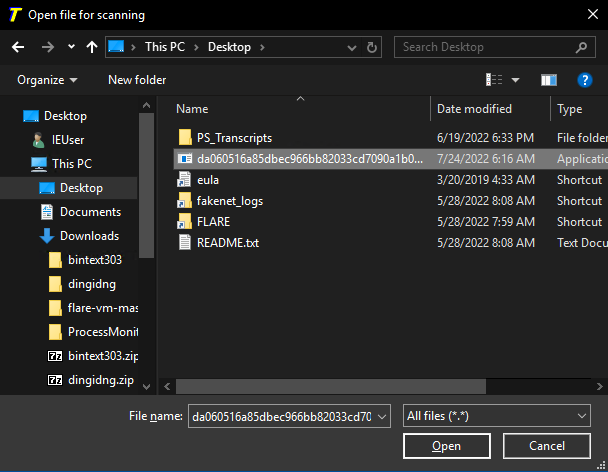 Open file for scanning
This PC > Desktop >
Search Desktop
Organize
New folder
Desktop
IEUser
This PC
Desktop
Documents
Downloads
bintext303
dingidng
flare-vm-mas
ProcessMonit
bintext303.zip
dingidng.zip
Name Date modified Type
PS_Transcripts 6/19/2022 6:33 PM File folder
da060516a85dbec966bb82033cd7090a1b0... 7/24/2022 6:16 AM Applicatio
eula 3/20/2019 4:33 AM Shortcut
fakenet_logs 5/28/2022 8:08 AM Shortcut
FLARE 5/28/2022 7:59 AM Shortcut
README.txt 5/28/2022 8:08 AM Text Docu
File name: da060516a85dbec966bb82033cd70 All files (*.*)
Open Cancel